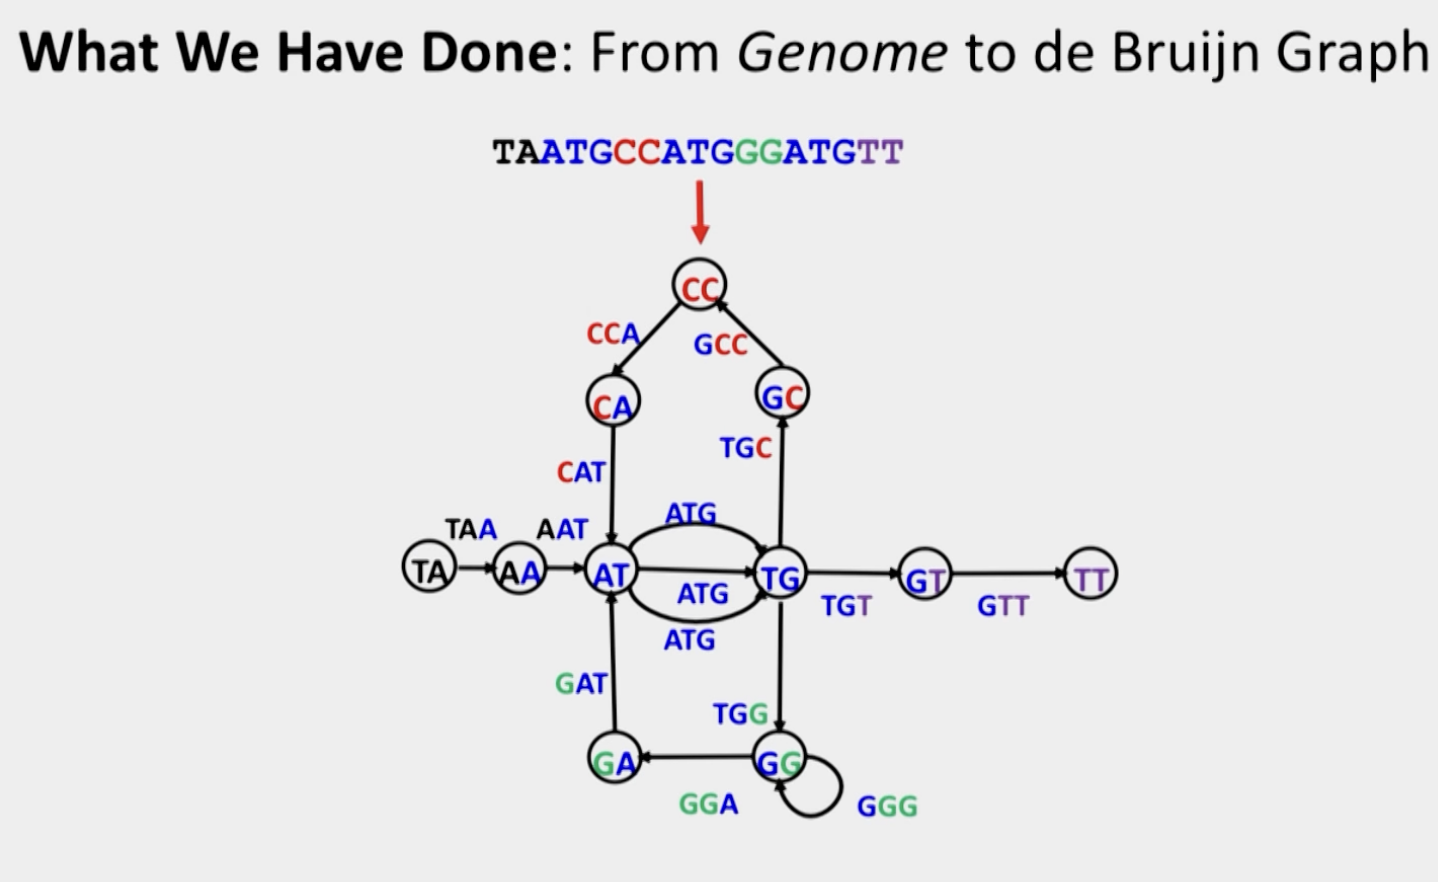 What We Have Done: From Genome to de Bruijn Graph
TAATGCCATGGGATGTT
CC
CCA
GCC
CA
GC
TGC
CAT
ATG
TAA
AAT
TA
AA
AT
TG
GT
TT
ATG
TGT
GTT
ATG
GAT
TGG
GA
GG
GGA
GGG